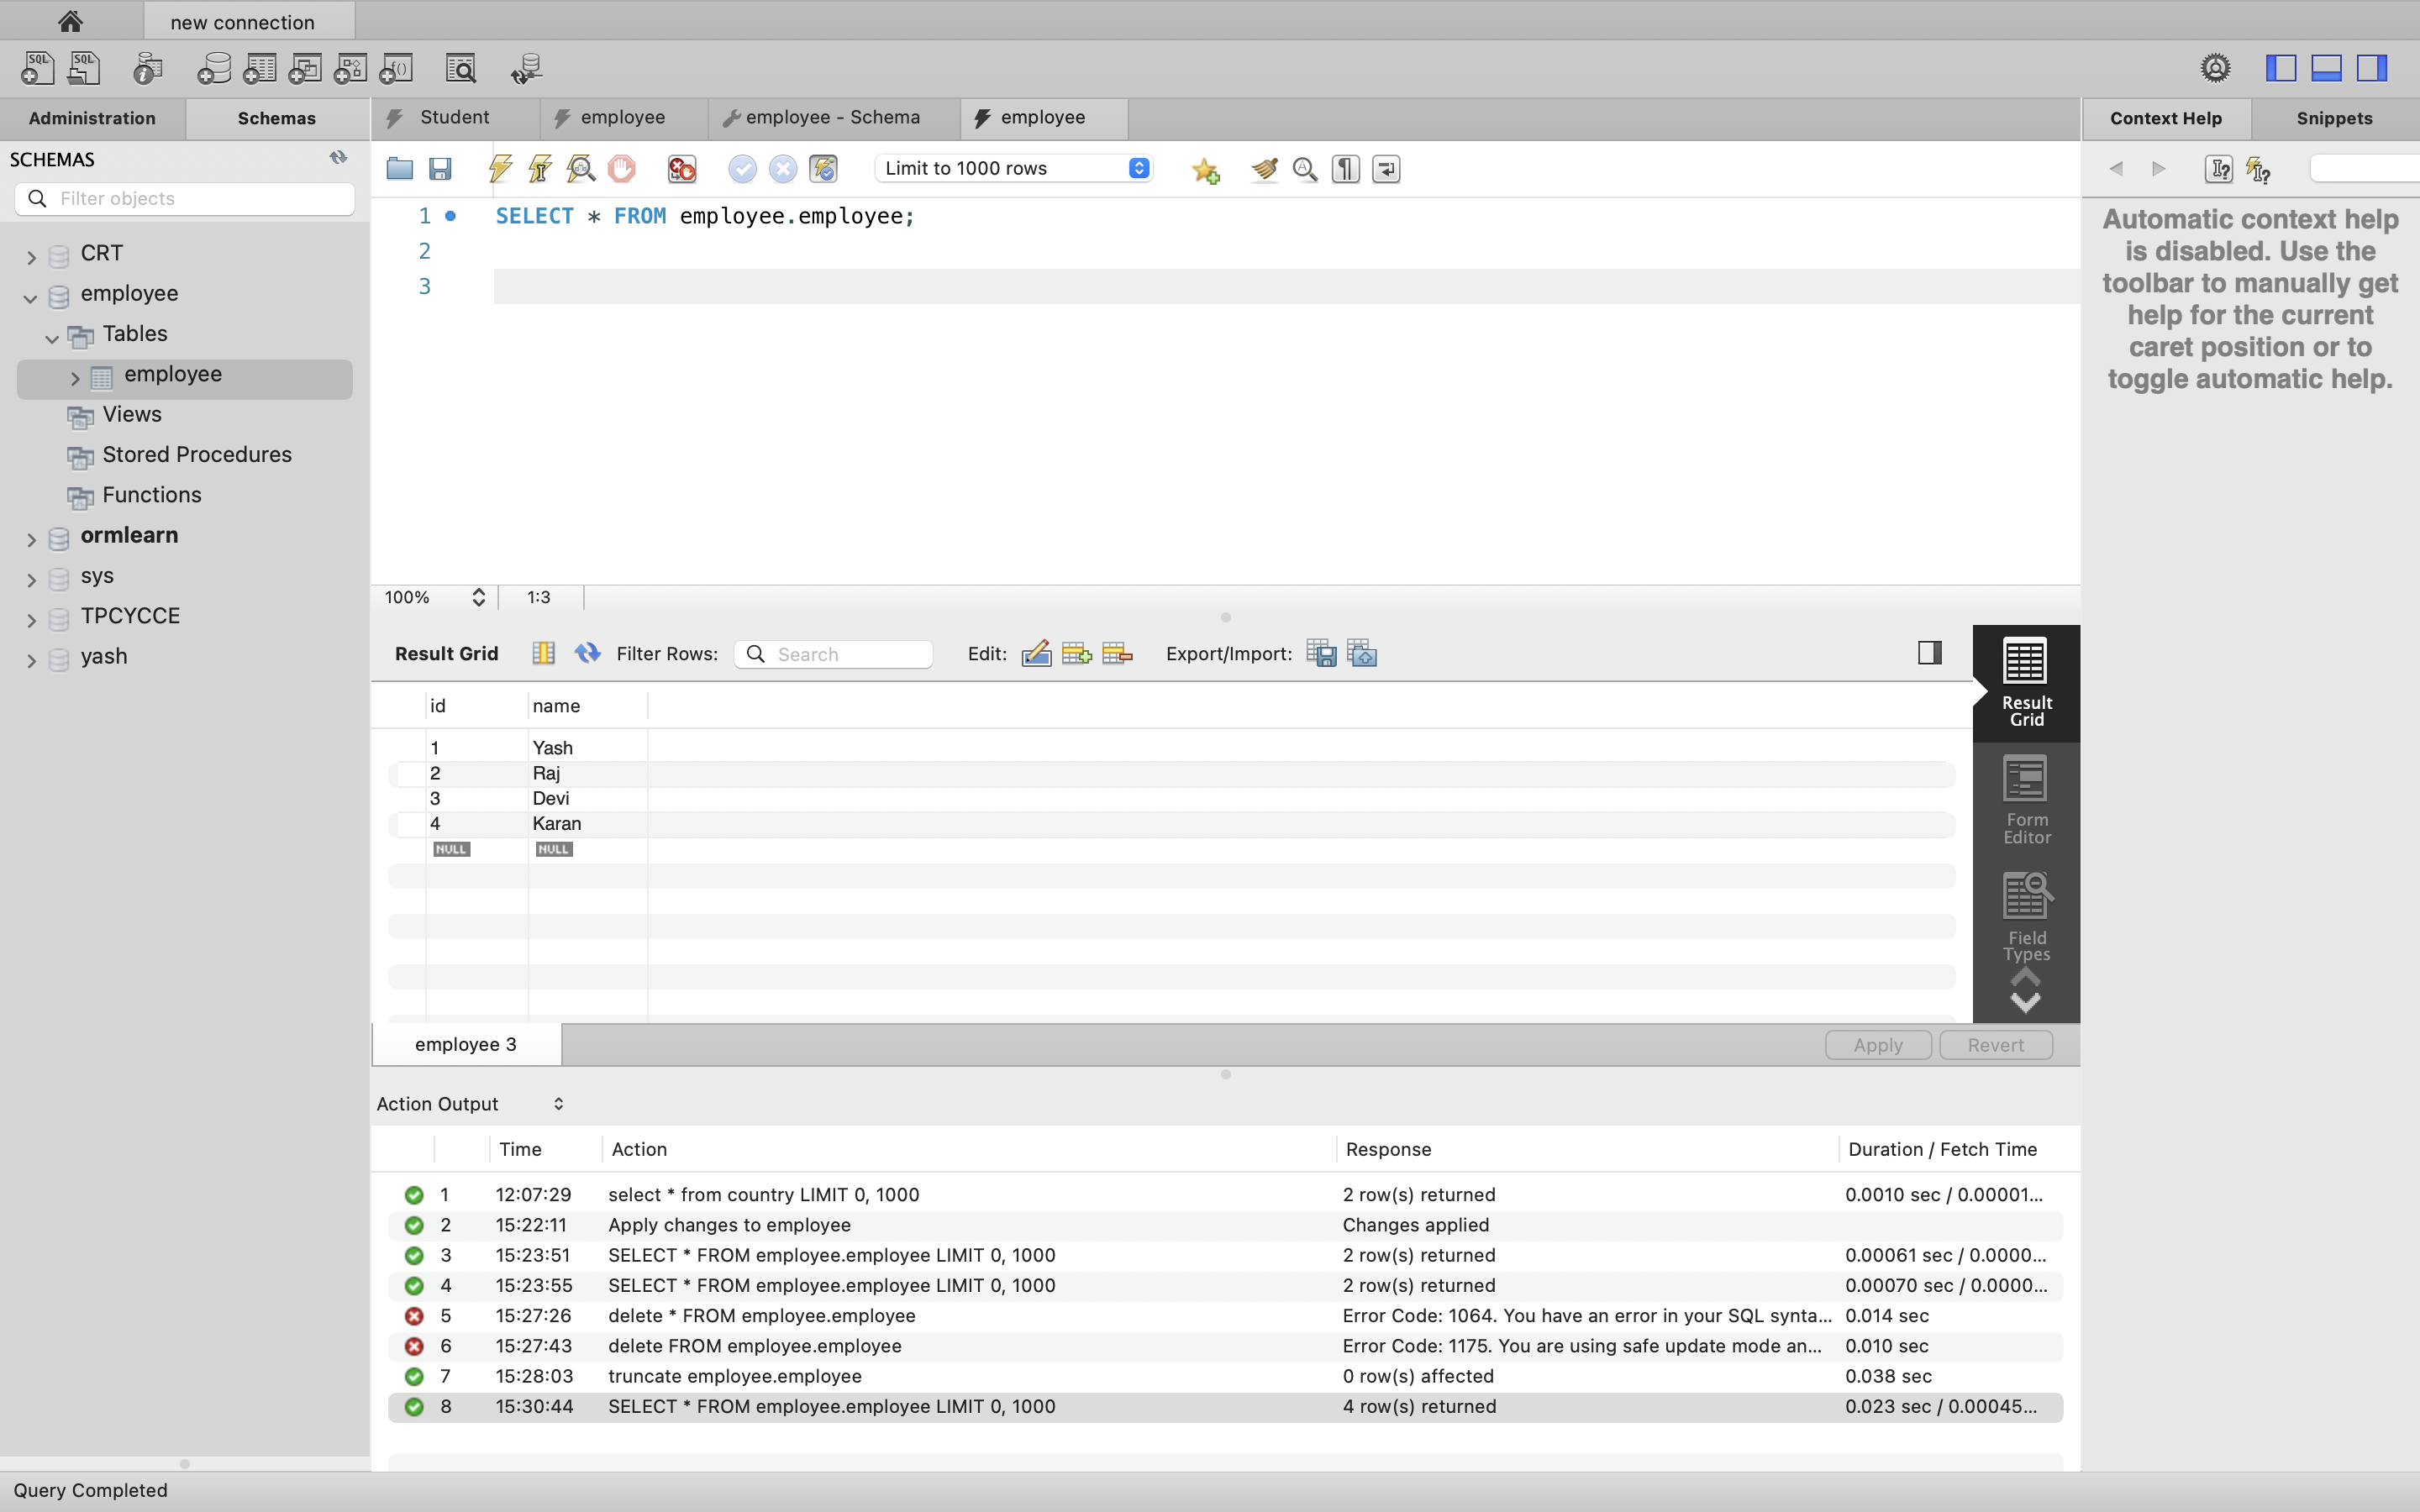 new connection
Administration
Schemas
Student
employee
employee - Schema
employee
Context Help
Snippets
SCHEMAS
Filter objects
CRT
employee
Tables
employee
Views
Stored Procedures
Functions
ormlearn
sys
TPCYCCE
yash
Limit to 1000 rows
1 SELECT * FROM employee.employee;
2
3
Automatic context help
is disabled. Use the
toolbar to manually get
help for the current
caret position or to
toggle automatic help.
100% 1:3
Result Grid Filter Rows: Search Edit: Export/Import:
id name
1 Yash
2 Raj
3 Devi
4 Karan
NULL NULL
Result
Grid
Form
Editor
Field
Types
employee 3
Apply Revert
Action Output
Time Action Response Duration / Fetch Time
1 12:07:29 select * from country LIMIT 0, 1000 2 row(s) returned 0.0010 sec / 0.00001...
2 15:22:11 Apply changes to employee Changes applied
3 15:23:51 SELECT * FROM employee.employee LIMIT 0, 1000 2 row(s) returned 0.00061 sec / 0.0000...
4 15:23:55 SELECT * FROM employee.employee LIMIT 0, 1000 2 row(s) returned 0.00070 sec / 0.0000...
5 15:27:26 delete * FROM employee.employee Error Code: 1064. You have an error in your SQL synta... 0.014 sec
6 15:27:43 delete FROM employee.employee Error Code: 1175. You are using safe update mode an... 0.010 sec
7 15:28:03 truncate employee.employee 0 row(s) affected 0.038 sec
8 15:30:44 SELECT * FROM employee.employee LIMIT 0, 1000 4 row(s) returned 0.023 sec / 0.00045...
Query Completed